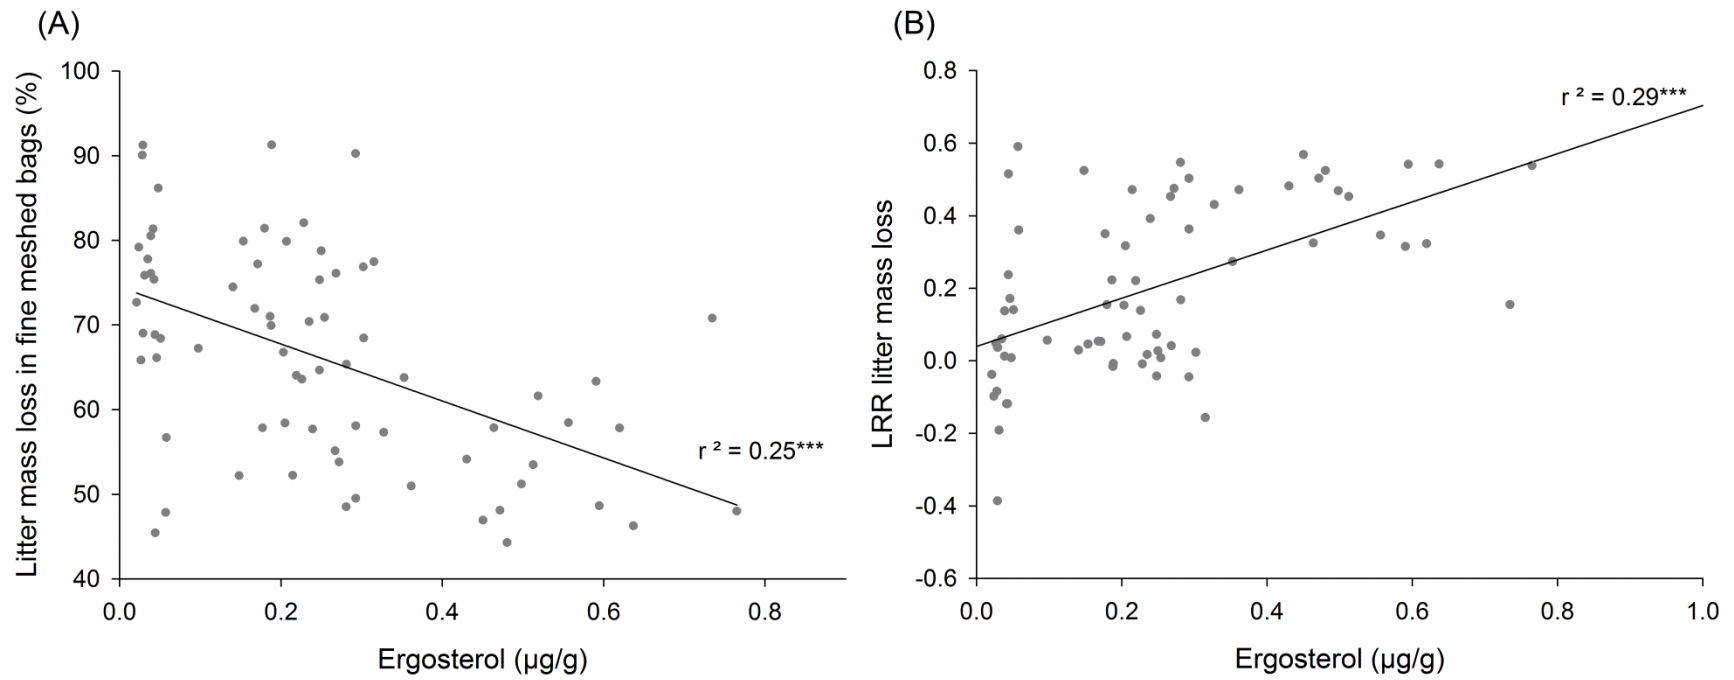 (A)
Litter mass loss in fine meshed bags (%)
100
90
80
70
60
50
40
r ² = 0.25***
0.0 0.2 0.4 0.6 0.8
Ergosterol (µg/g)
(B)
LRR litter mass loss
0.8
0.6
0.4
0.2
0.0
-0.2
-0.4
-0.6
r ² = 0.29***
0.0 0.2 0.4 0.6 0.8 1.0
Ergosterol (µg/g)